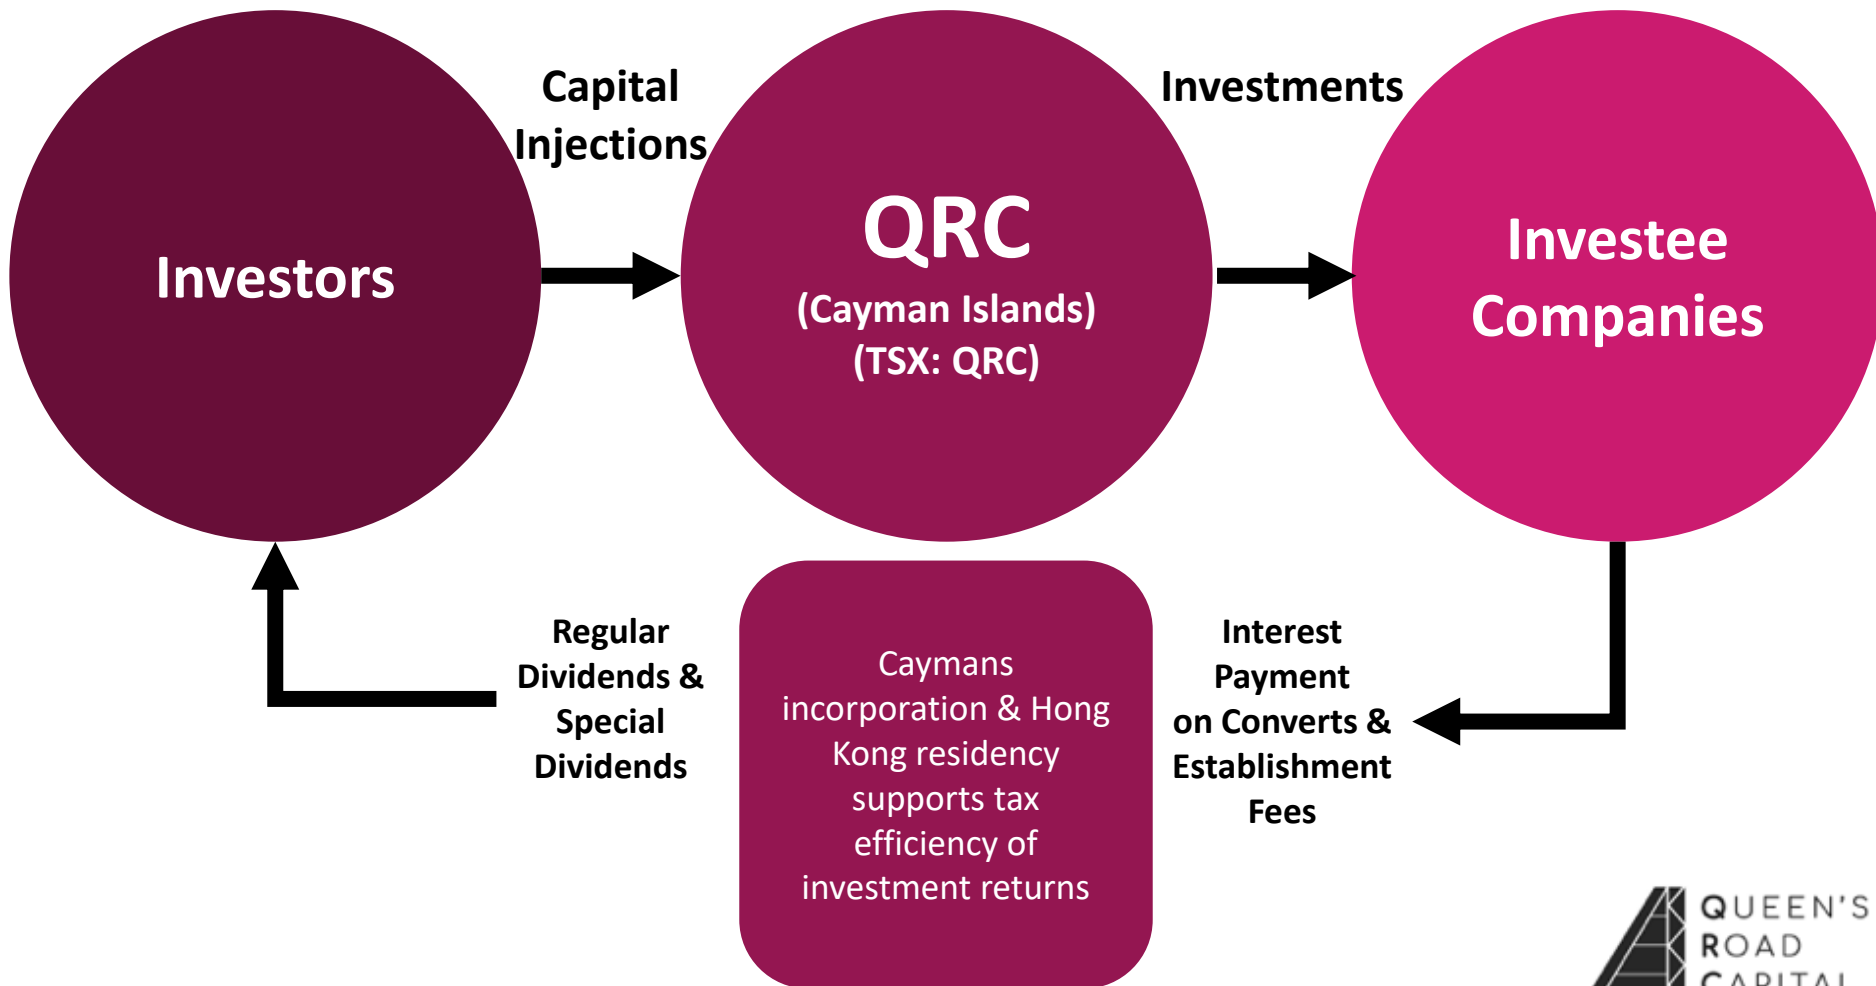 Capital
Injections
Investments
Investors
QRC
(Cayman Islands)
(TSX: QRC)
Investee
Companies
Regular
Dividends &
Special
Dividends
Caymans
incorporation & Hong
Kong residency
supports tax
efficiency of
investment returns
Interest
Payment
on Converts &
Establishment
Fees
QUEEN'S
ROAD
CAPITAL